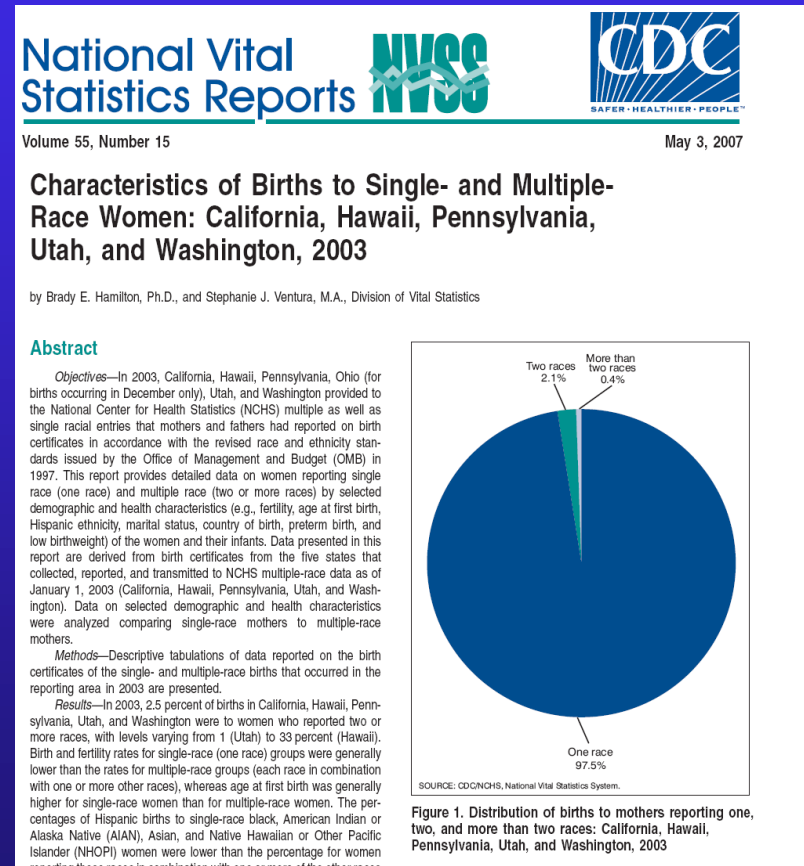 National Vital
Statistics Reports
NVSS
CDC
SAFER • HEALTHIER • PEOPLE™
Volume 55, Number 15
May 3, 2007
Characteristics of Births to Single- and Multiple-
Race Women: California, Hawaii, Pennsylvania,
Utah, and Washington, 2003
by Brady E. Hamilton, Ph.D., and Stephanie J. Ventura, M.A., Division of Vital Statistics
Abstract
Objectives—In 2003, California, Hawaii, Pennsylvania, Ohio (for
births occurring in December only), Utah, and Washington provided to
the National Center for Health Statistics (NCHS) multiple as well as
single racial entries that mothers and fathers had reported on birth
certificates in accordance with the revised race and ethnicity stan-
dards issued by the Office of Management and Budget (OMB) in
1997. This report provides detailed data on women reporting single
race (one race) and multiple race (two or more races) by selected
demographic and health characteristics (e.g., fertility, age at first birth,
Hispanic ethnicity, marital status, country of birth, preterm birth, and
low birthweight) of the women and their infants. Data presented in this
report are derived from birth certificates from the five states that
collected, reported, and transmitted to NCHS multiple-race data as of
January 1, 2003 (California, Hawaii, Pennsylvania, Utah, and Wash-
ington). Data on selected demographic and health characteristics
were analyzed comparing single-race mothers to multiple-race
mothers.
Methods—Descriptive tabulations of data reported on the birth
certificates of the single- and multiple-race births that occurred in the
reporting area in 2003 are presented.
Results—In 2003, 2.5 percent of births in California, Hawaii, Penn-
sylvania, Utah, and Washington were to women who reported two or
more races, with levels varying from 1 (Utah) to 33 percent (Hawaii).
Birth and fertility rates for single-race (one race) groups were generally
lower than the rates for multiple-race groups (each race in combination
with one or more other races), whereas age at first birth was generally
higher for single-race women than for multiple-race women. The per-
centages of Hispanic births to single-race black, American Indian or
Alaska Native (AIAN), Asian, and Native Hawaiian or Other Pacific
Islander (NHOPI) women were lower than the percentage for women
Two races
2.1%
More than
two races
0.4%
One race
97.5%
SOURCE: CDC/NCHS, National Vital Statistics System.
Figure 1. Distribution of births to mothers reporting one,
two, and more than two races: California, Hawaii,
Pennsylvania, Utah, and Washington, 2003